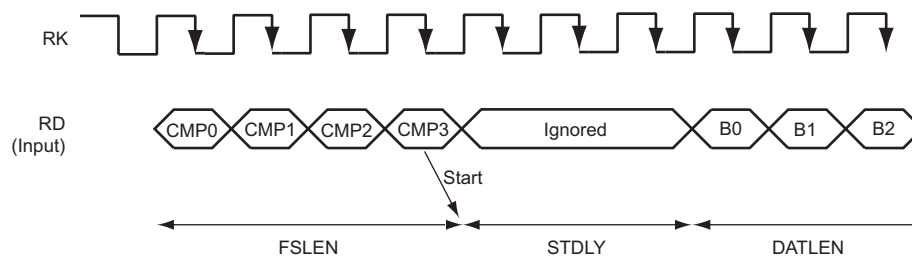 RK
RD
(Input)
CMP0 CMP1 CMP2 CMP3 Ignored B0 B1 B2
Start
FSLEN STDLY DATLEN